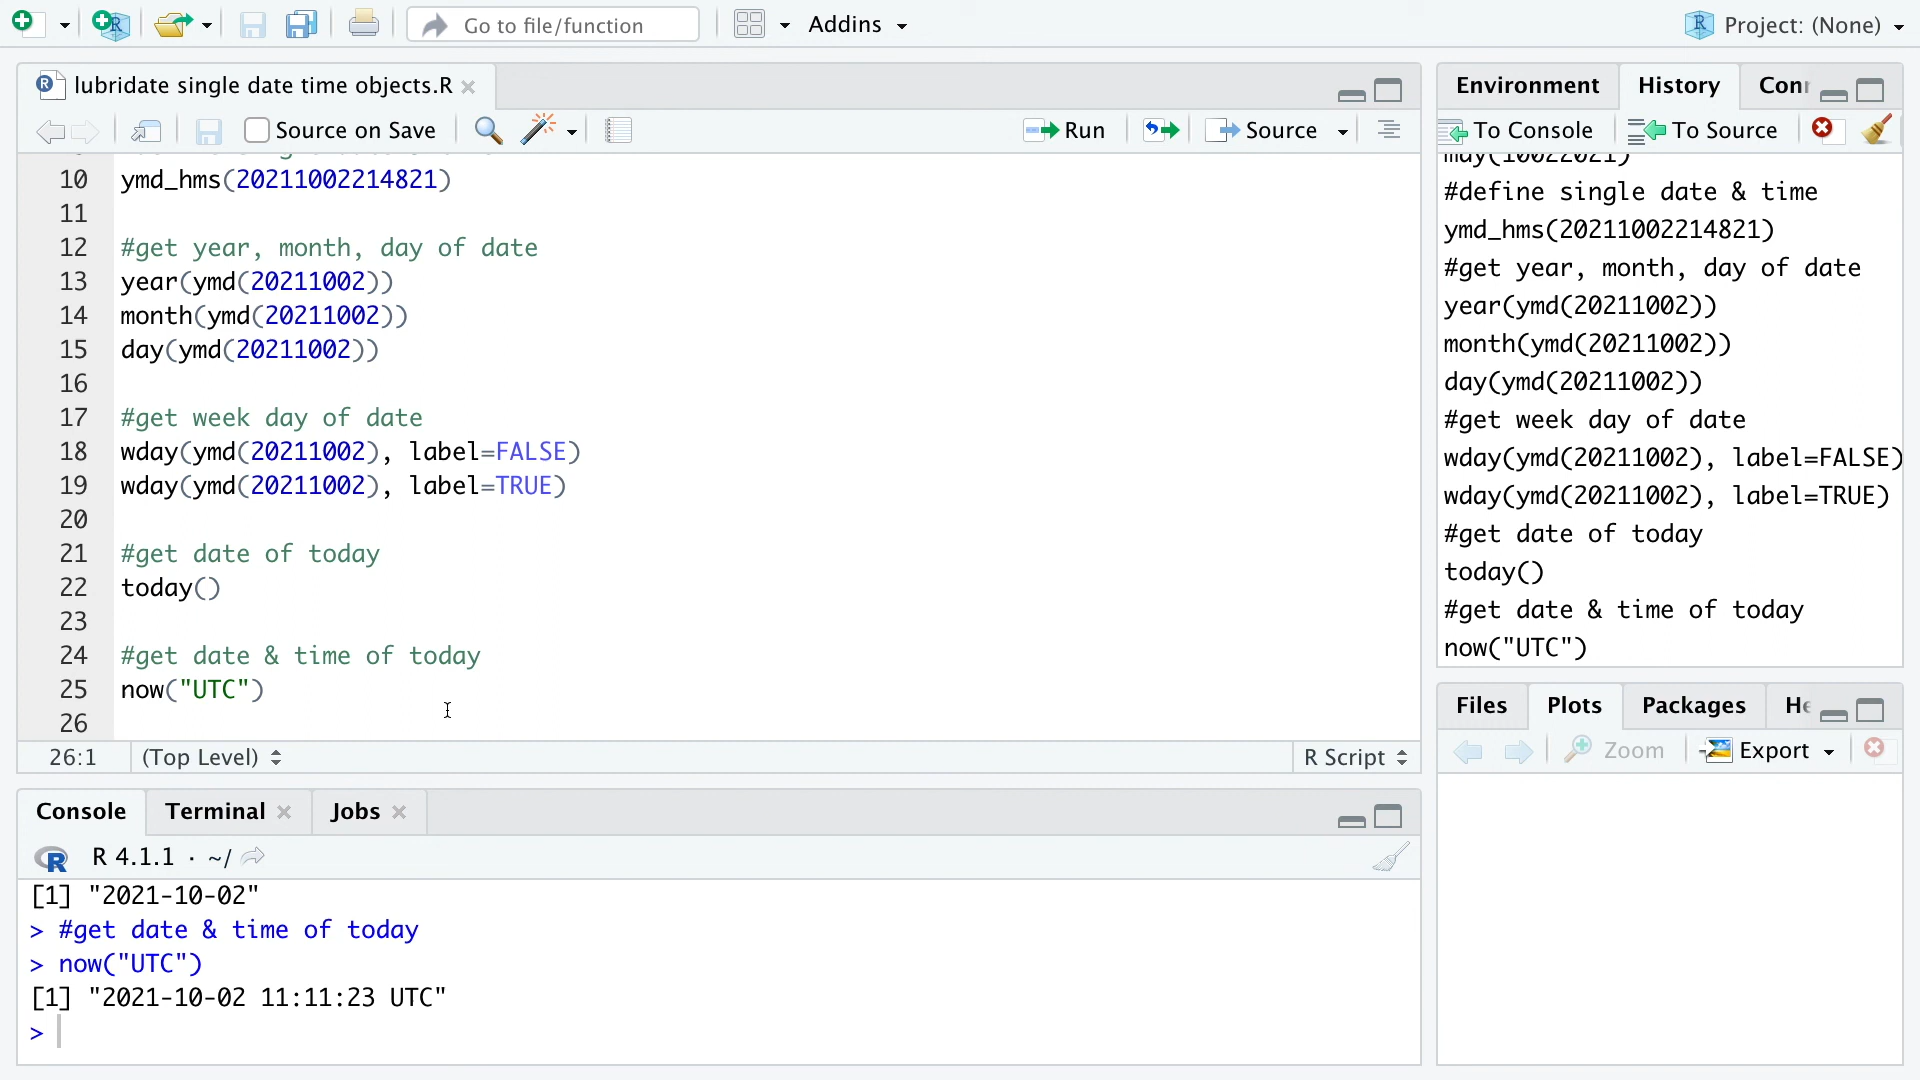 Go to file/function
Addins
Project: (None)
lubridate single date time objects.R
Source on Save
Run
Source
10 ymd_hms(20211002214821)
11
12 #get year, month, day of date
13 year(ymd(20211002))
14 month(ymd(20211002))
15 day(ymd(20211002))
16
17 #get week day of date
18 wday(ymd(20211002), label=FALSE)
19 wday(ymd(20211002), label=TRUE)
20
21 #get date of today
22 today()
23
24 #get date & time of today
25 now("UTC")
26
26:1 (Top Level) R Script
Console Terminal Jobs
R 4.1.1 · ~/
[1] "2021-10-02"
> #get date & time of today
> now("UTC")
[1] "2021-10-02 11:11:23 UTC"
>
Environment History
To Console To Source
#define single date & time
ymd_hms(20211002214821)
#get year, month, day of date
year(ymd(20211002))
month(ymd(20211002))
day(ymd(20211002))
#get week day of date
wday(ymd(20211002), label=FALSE)
wday(ymd(20211002), label=TRUE)
#get date of today
today()
#get date & time of today
now("UTC")
Files Plots Packages
Zoom Export